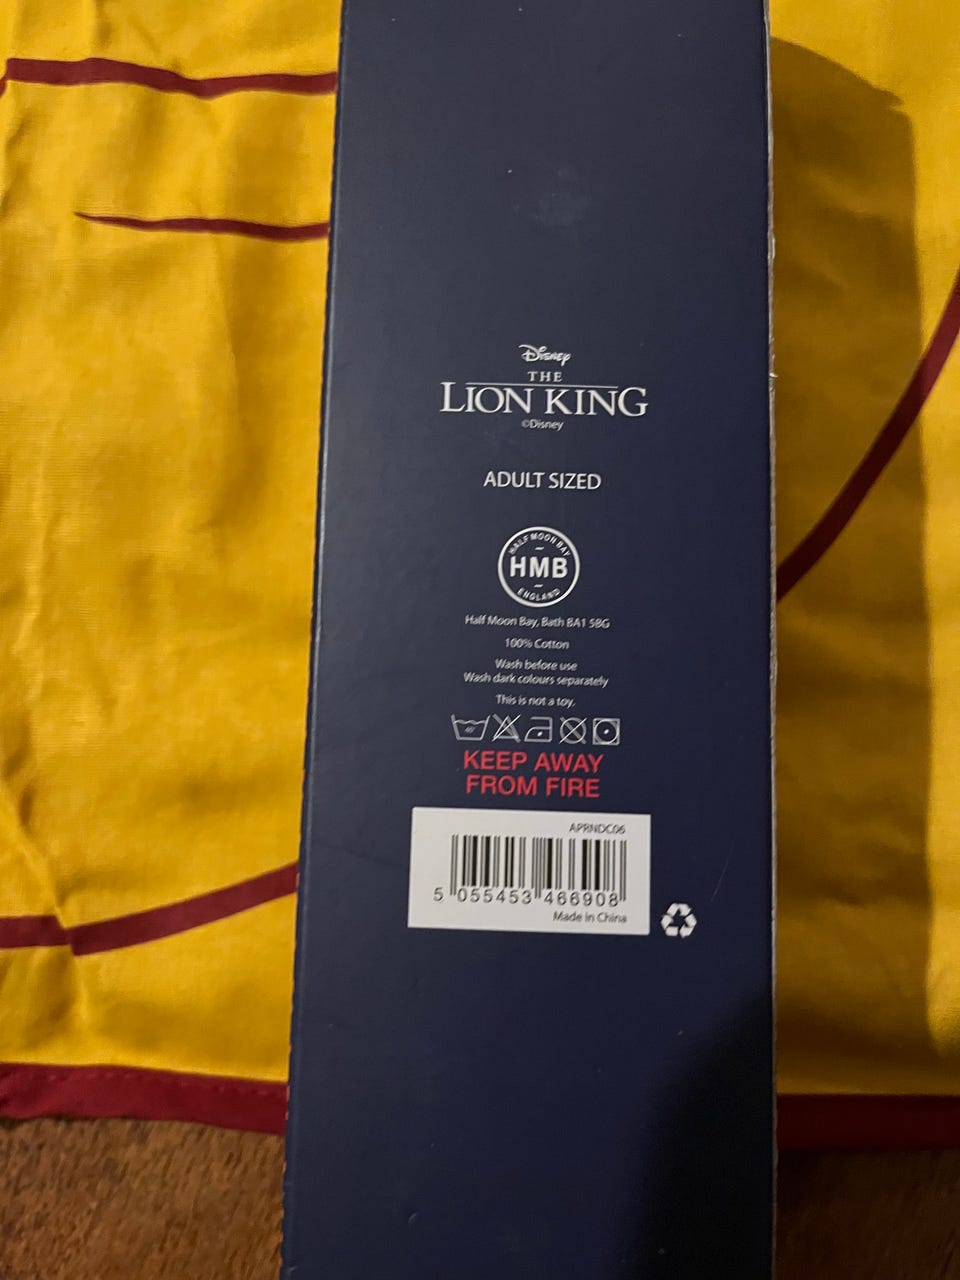 Disney
THE
LION KING
©Disney
ADULT SIZED
HALF MOON BAY
HMB
ENGLAND
Half Moon Bay, Bath BA1 5BG
100% Cotton
Wash before use
Wash dark colours separately
This is not a toy.
40°
KEEP AWAY
FROM FIRE
APRNDC06
5 055453 466908
Made in China